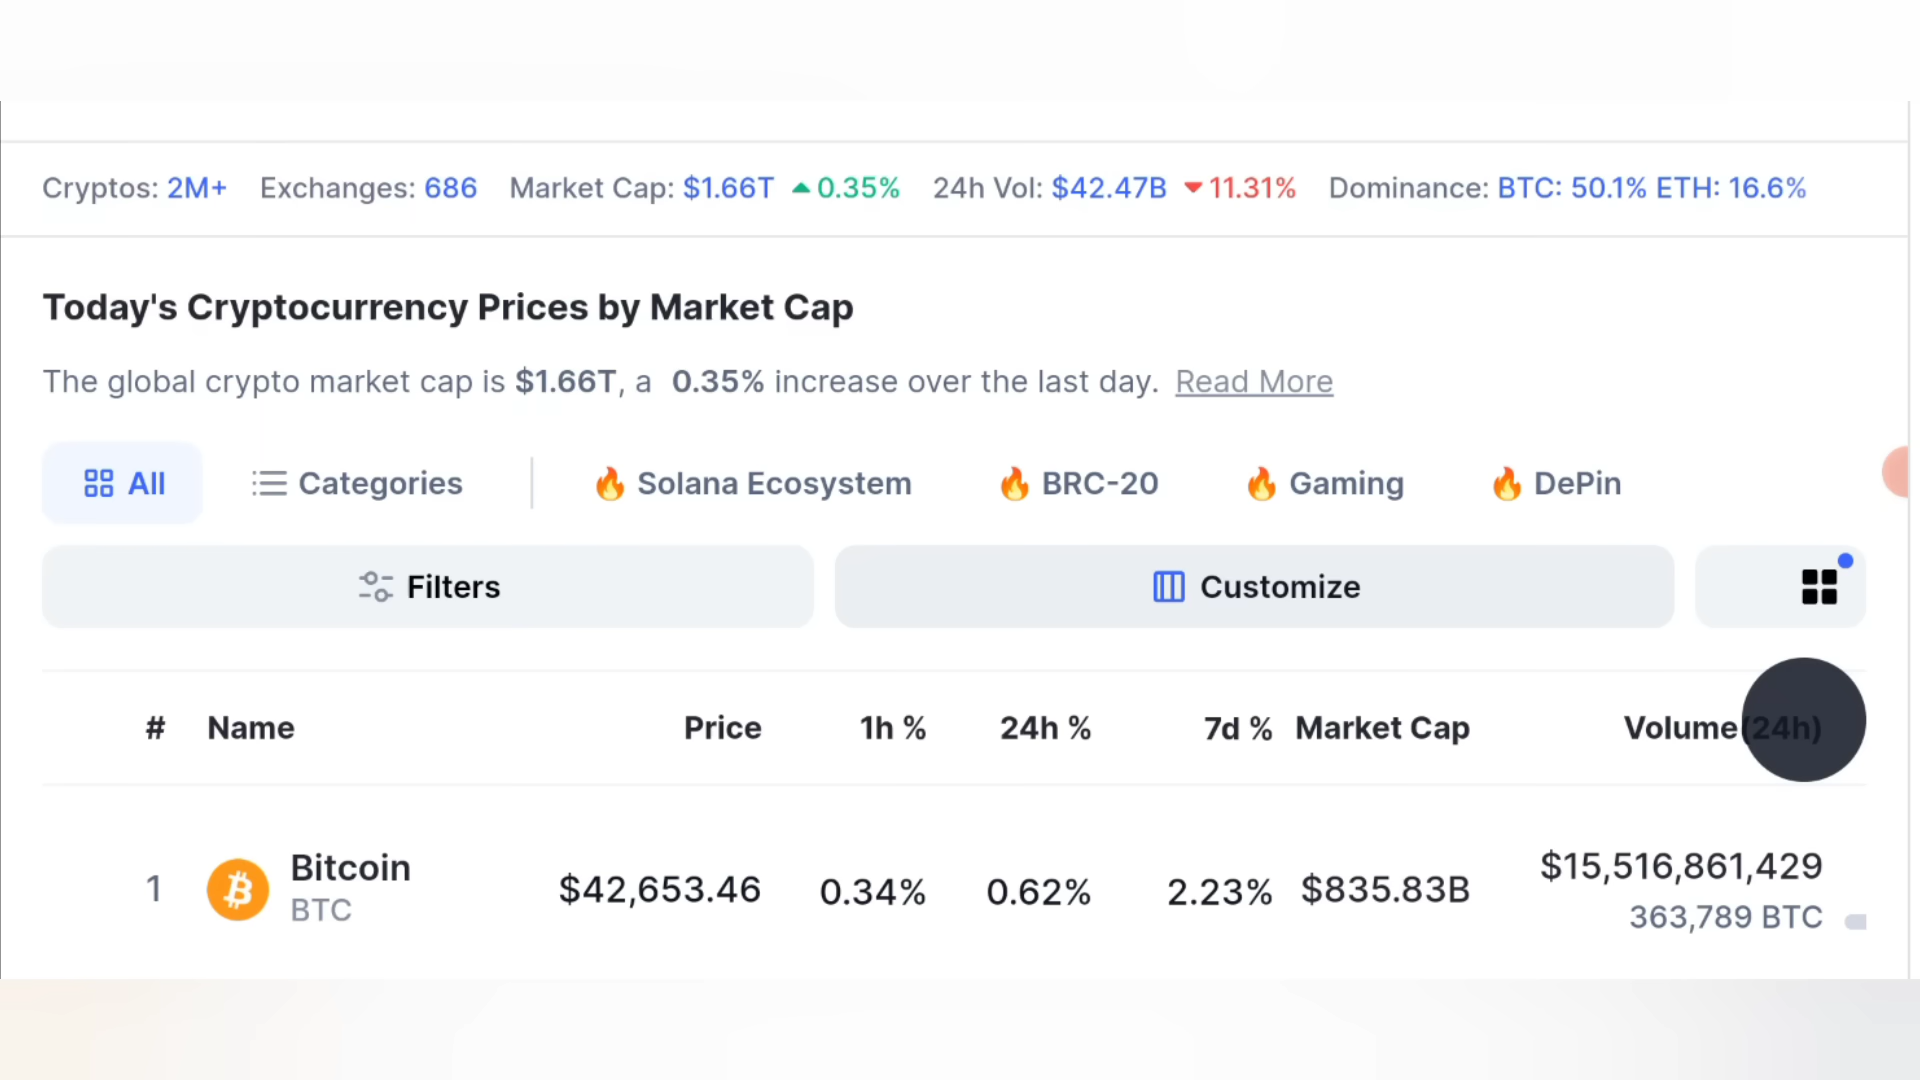 Cryptos: 2M+ Exchanges: 686 Market Cap: $1.66T 0.35% 24h Vol: $42.47B 11.31% Dominance: BTC: 50.1% ETH: 16.6%
Today's Cryptocurrency Prices by Market Cap
The global crypto market cap is $1.66T, a 0.35% increase over the last day. Read More
All Categories Solana Ecosystem BRC-20 Gaming DePin
Filters Customize
# Name Price 1h % 24h % 7d % Market Cap Volume(24h)
1 Bitcoin BTC $42,653.46 0.34% 0.62% 2.23% $835.83B $15,516,861,429
363,789 BTC